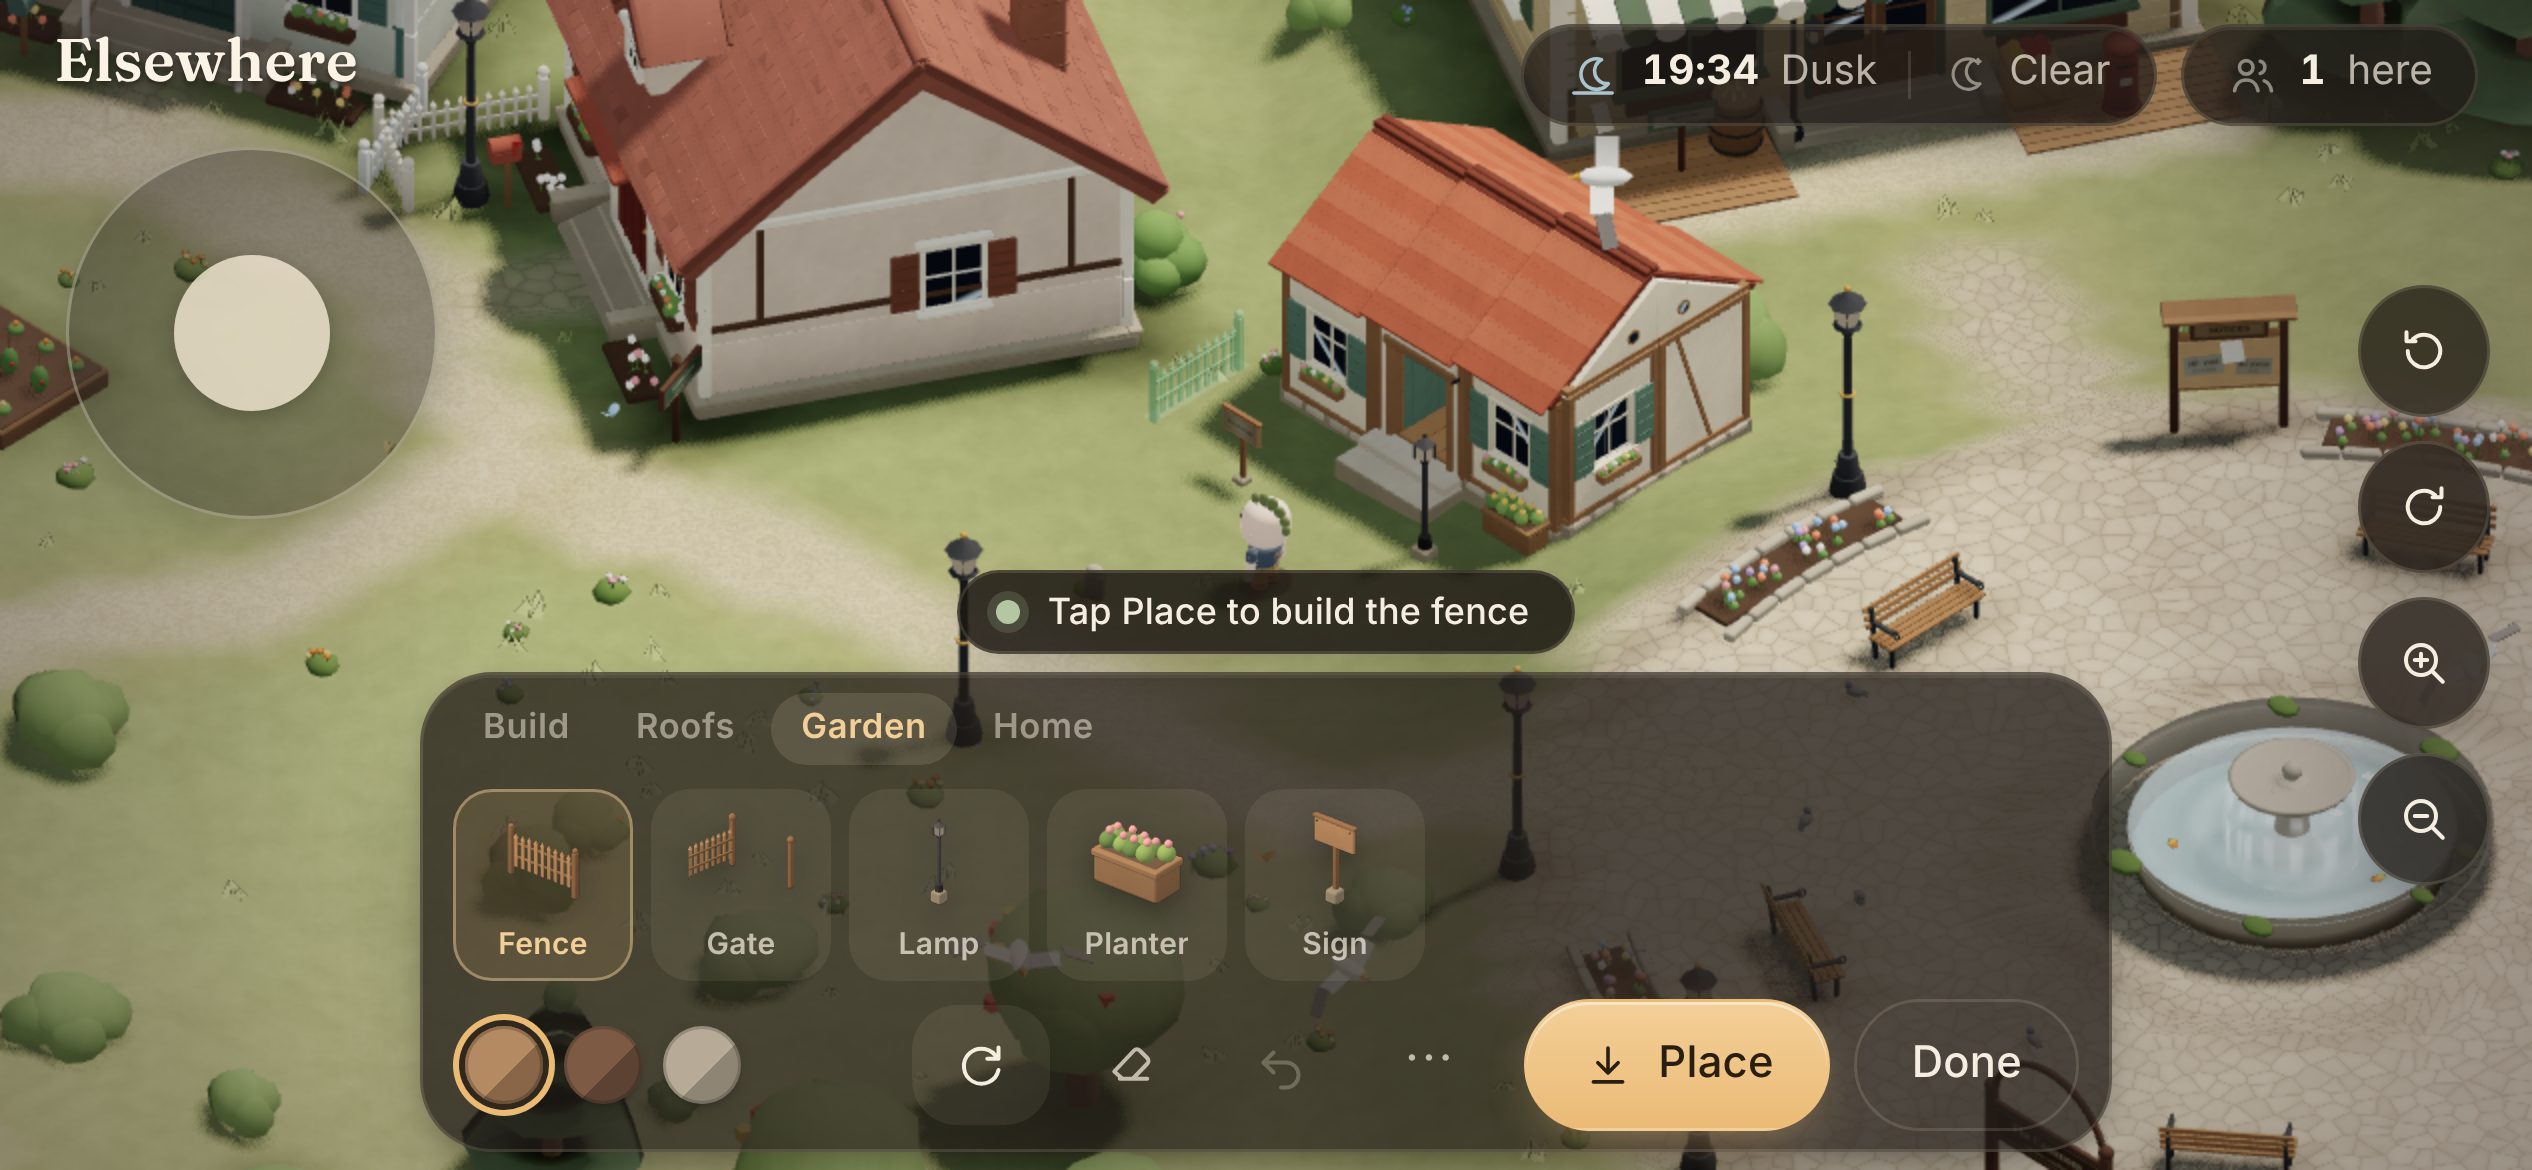 Elsewhere
19:34 Dusk
Clear
1 here
Tap Place to build the fence
Build
Roofs
Garden
Home
Fence
Gate
Lamp
Planter
Sign
Place
Done